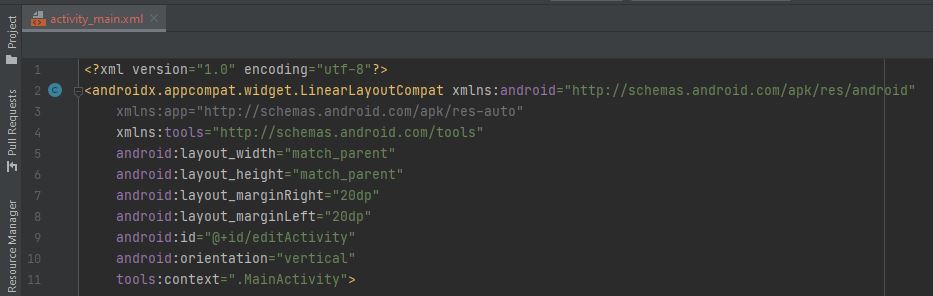 activity_main.xml
Project
Pull Requests
Resource Manager
1 <?xml version="1.0" encoding="utf-8"?>
2 <androidx.appcompat.widget.LinearLayoutCompat xmlns:android="http://schemas.android.com/apk/res/android"
3 xmlns:app="http://schemas.android.com/apk/res-auto"
4 xmlns:tools="http://schemas.android.com/tools"
5 android:layout_width="match_parent"
6 android:layout_height="match_parent"
7 android:layout_marginRight="20dp"
8 android:layout_marginLeft="20dp"
9 android:id="@+id/editActivity"
10 android:orientation="vertical"
11 tools:context=".MainActivity">